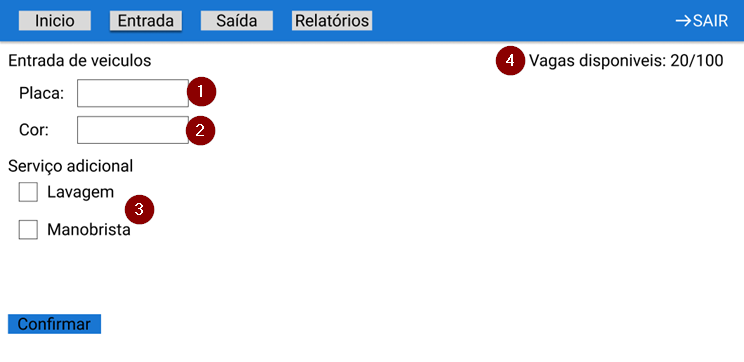 Inicio Entrada Saída Relatórios →SAIR
Entrada de veiculos 4 Vagas disponiveis: 20/100
Placa: 1
Cor: 2
Serviço adicional
Lavagem
3
Manobrista
Confirmar